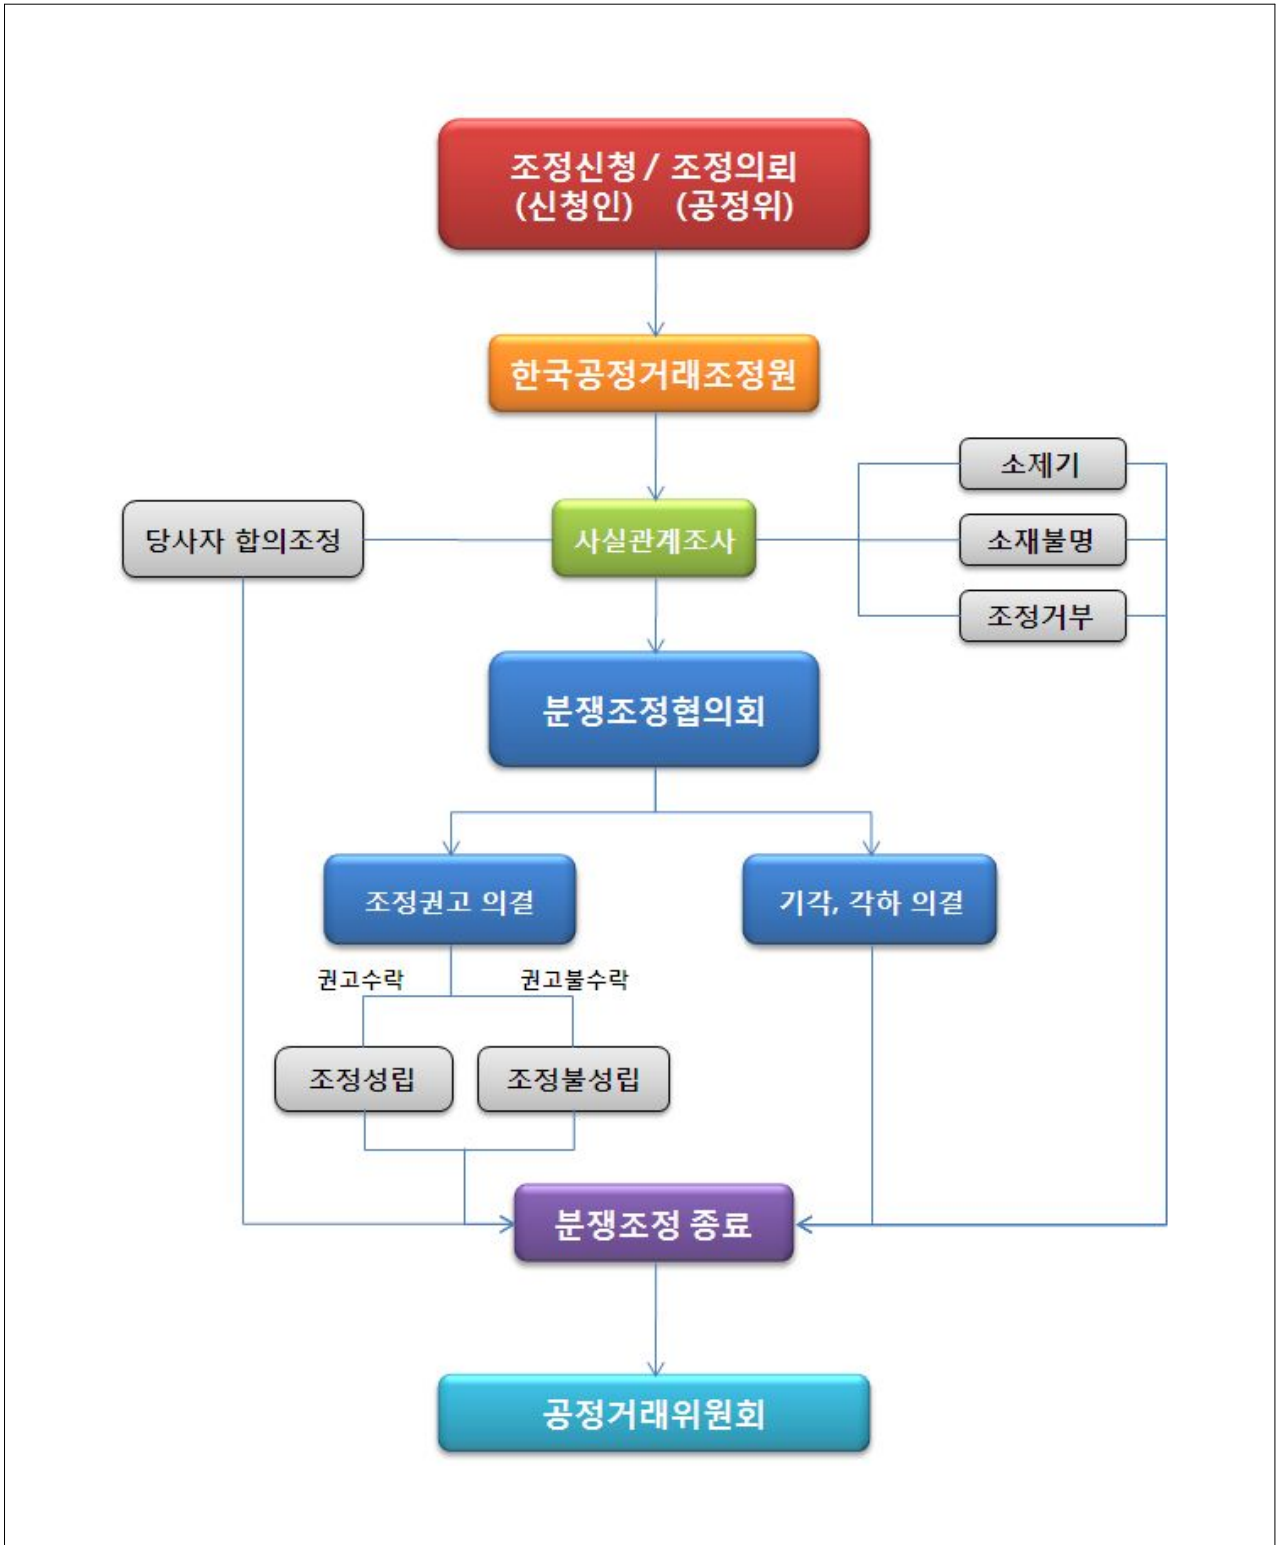 조정신청 / 조정의뢰
(신청인) (공정위)
한국공정거래조정원
소제기
당사자 합의조정
사실관계조사
소재불명
조정거부
분쟁조정협의회
조정권고 의결
기각, 각하 의결
권고수락
권고불수락
조정성립
조정불성립
분쟁조정 종료
공정거래위원회